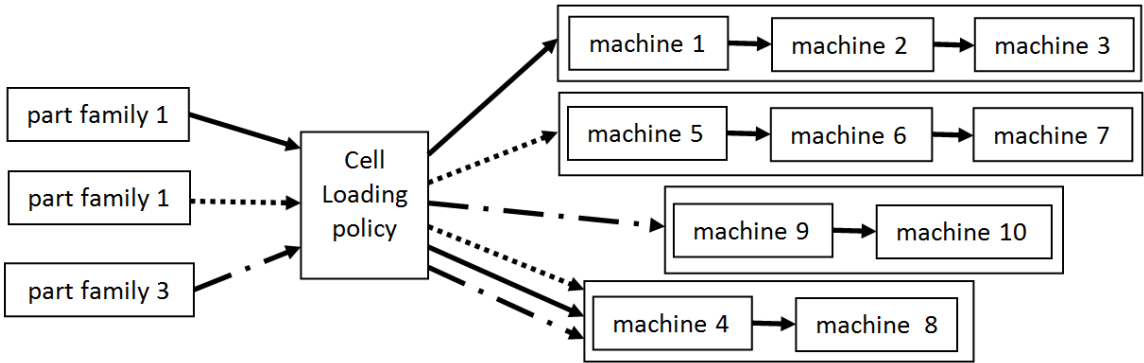 machine 1
machine 2
machine 3
part family 1
machine 5
machine 6
machine 7
Cell
Loading
policy
part family 1
machine 9
machine 10
part family 3
machine 4
machine 8